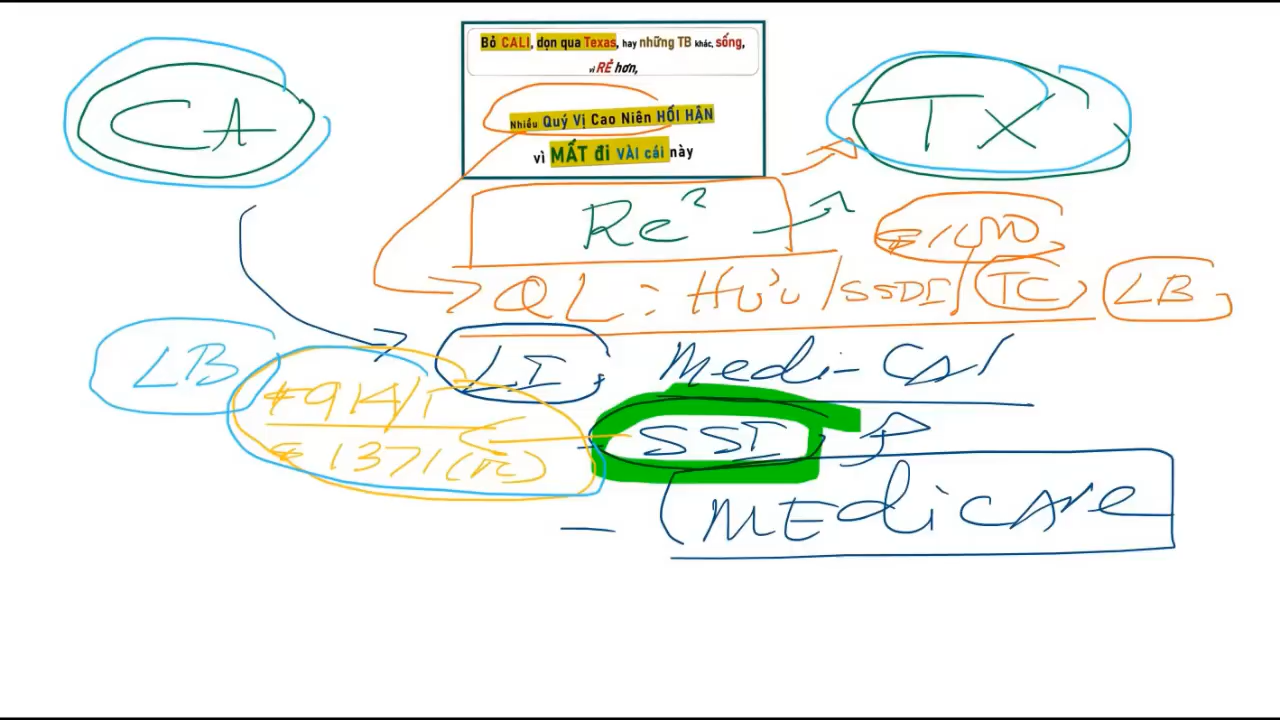 Bỏ CALI, dọn qua Texas, hay những TB khác, sống,
vì RẺ hơn,
Nhiều Quý Vị Cao Niên HỐI HẬN
vì MẤT đi VÀI cái này
CA
TX
Re²
QL: HƯU/SSDI/TC, LB,
LB
LI, Medi-CAl
$914/T
SSI
$1371(TC)
- MEdiCAre